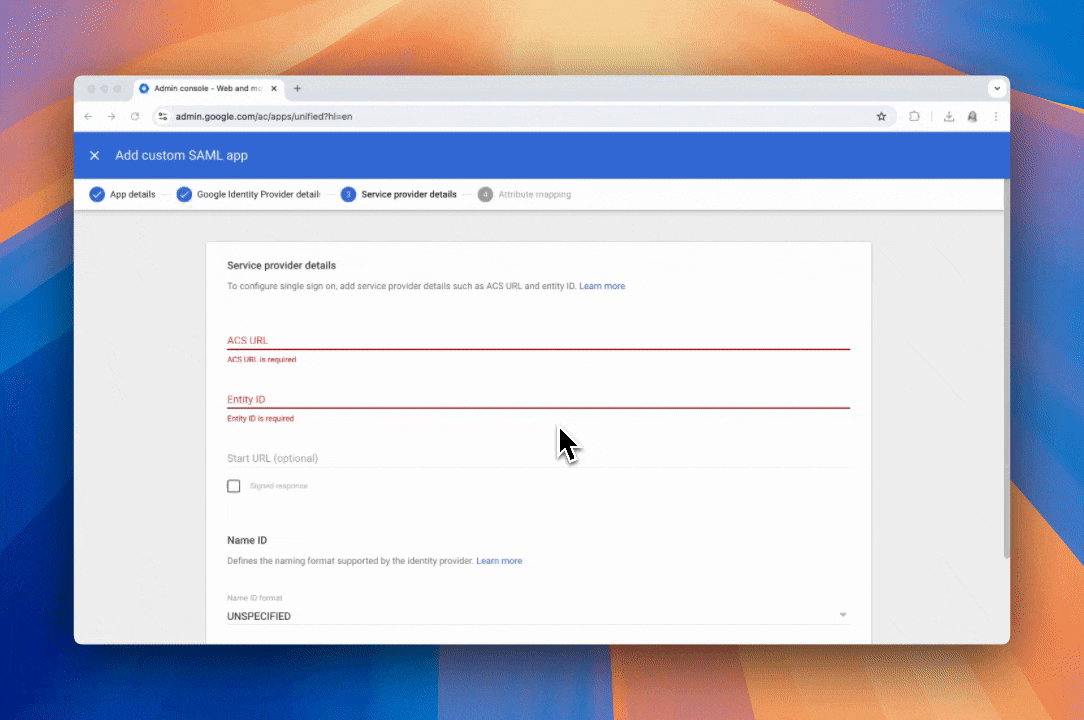 Admin console - Web and mo
admin.google.com/ac/apps/unified?hl=en
Add custom SAML app
App details
Google Identity Provider details
3 Service provider details
4 Attribute mapping
Service provider details
To configure single sign on, add service provider details such as ACS URL and entity ID. Learn more
ACS URL
ACS URL is required
Entity ID
Entity ID is required
Start URL (optional)
Signed response
Name ID
Defines the naming format supported by the identity provider. Learn more
Name ID format
UNSPECIFIED